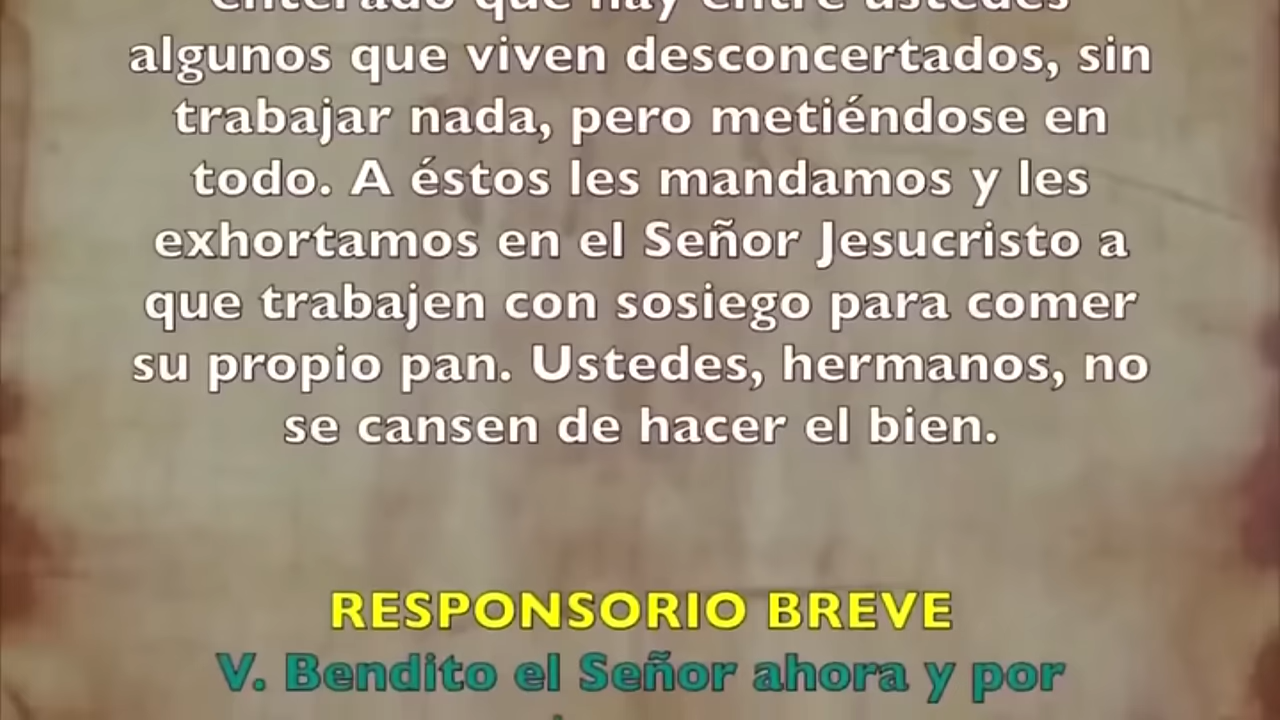 enterado que hay entre ustedes
algunos que viven desconcertados, sin
trabajar nada, pero metiéndose en
todo. A éstos les mandamos y les
exhortamos en el Señor Jesucristo a
que trabajen con sosiego para comer
su propio pan. Ustedes, hermanos, no
se cansen de hacer el bien.
RESPONSORIO BREVE
V. Bendito el Señor ahora y por